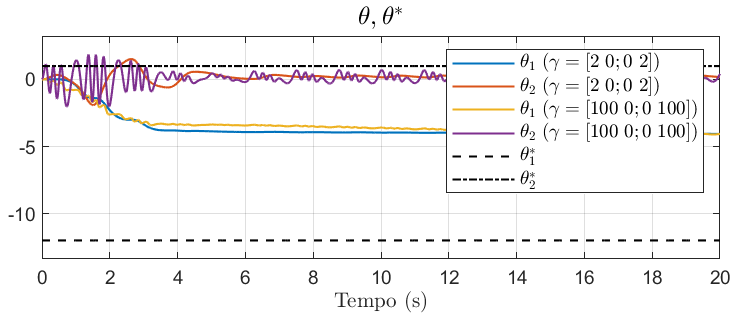 θ, θ*
0
-5
-10
0 2 4 6 8 10 12 14 16 18 20
Tempo (s)
θ₁ (γ = [2 0; 0 2])
θ₂ (γ = [2 0; 0 2])
θ₁ (γ = [100 0; 0 100])
θ₂ (γ = [100 0; 0 100])
θ₁*
θ₂*